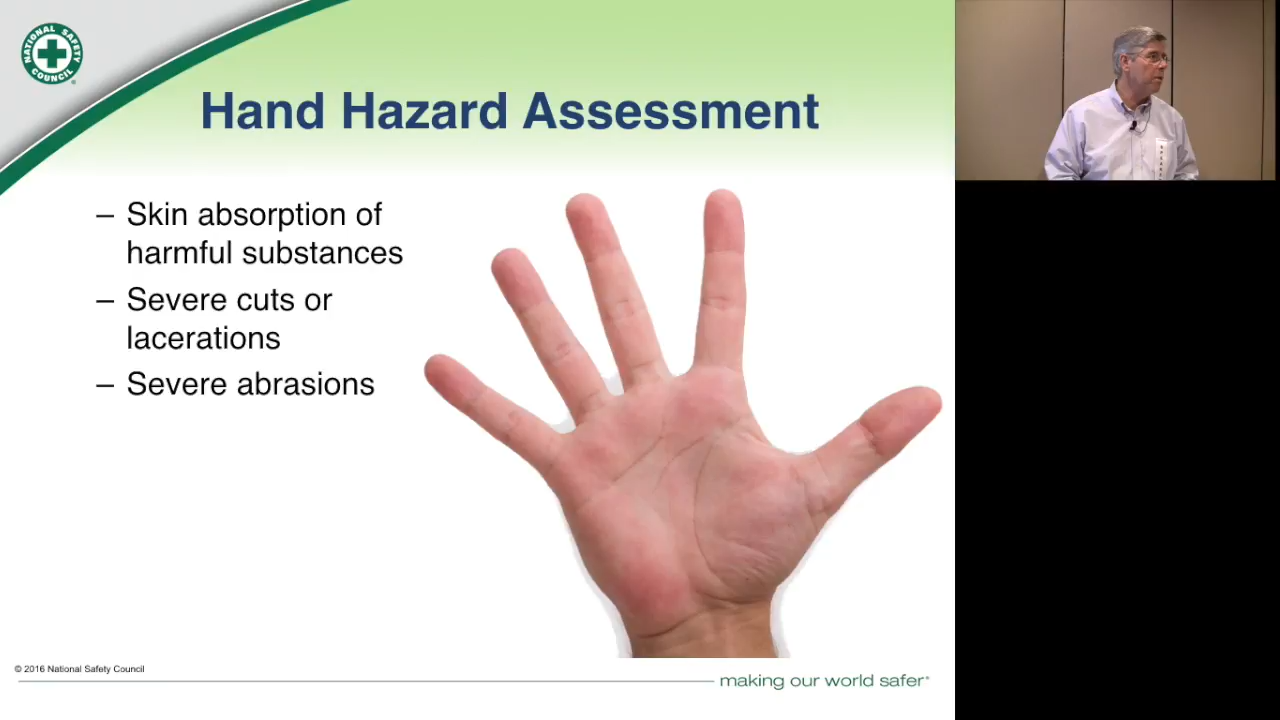 NATIONAL SAFETY
COUNCIL
Hand Hazard Assessment
– Skin absorption of
harmful substances
– Severe cuts or
lacerations
– Severe abrasions
© 2016 National Safety Council
making our world safer